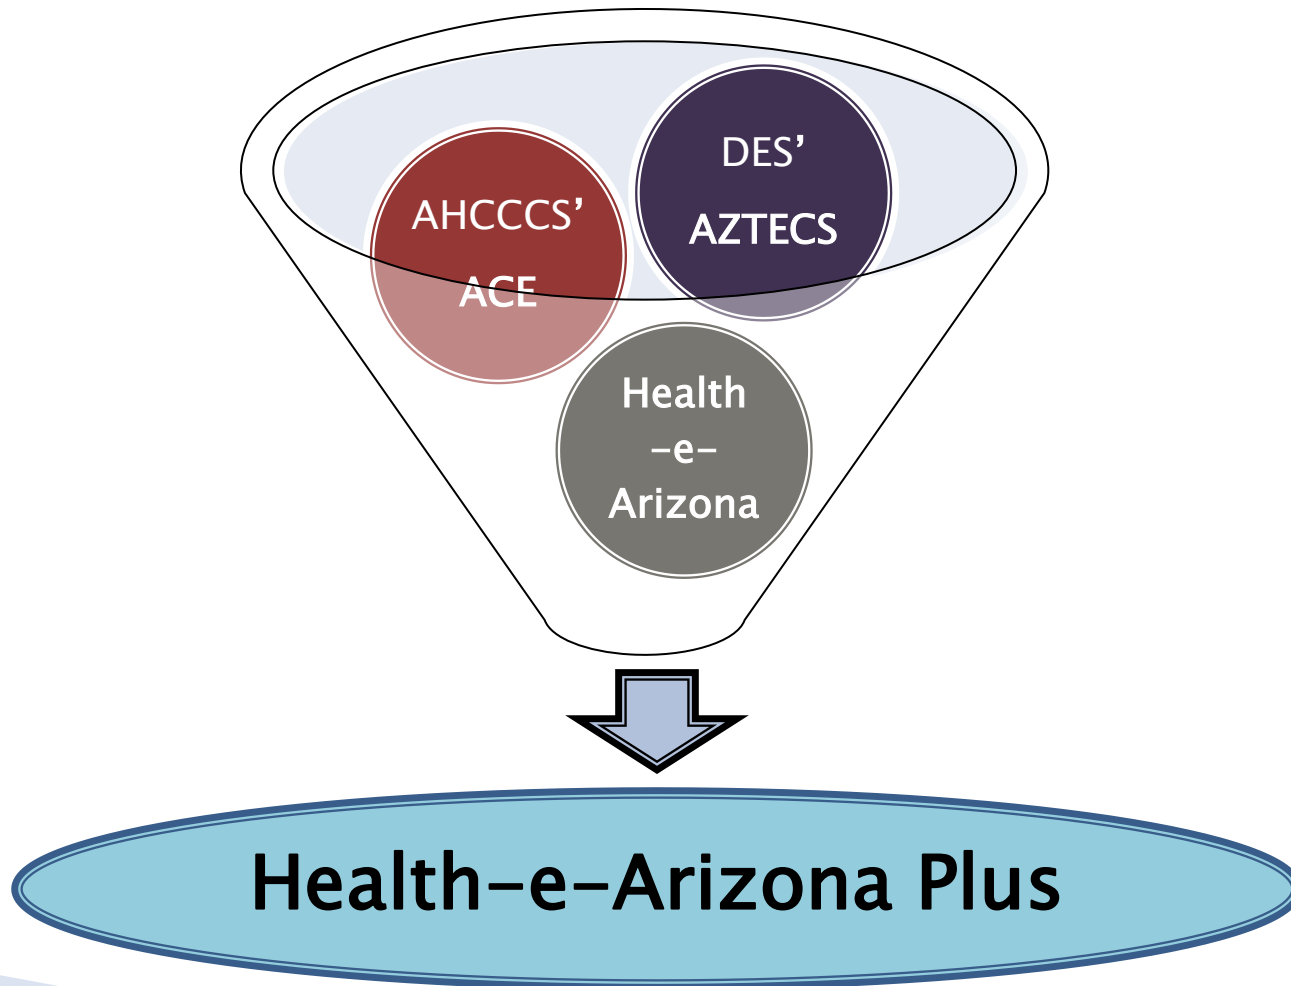 AHCCCS’
ACE
DES’
AZTECS
Health
-e-
Arizona
Health-e-Arizona Plus